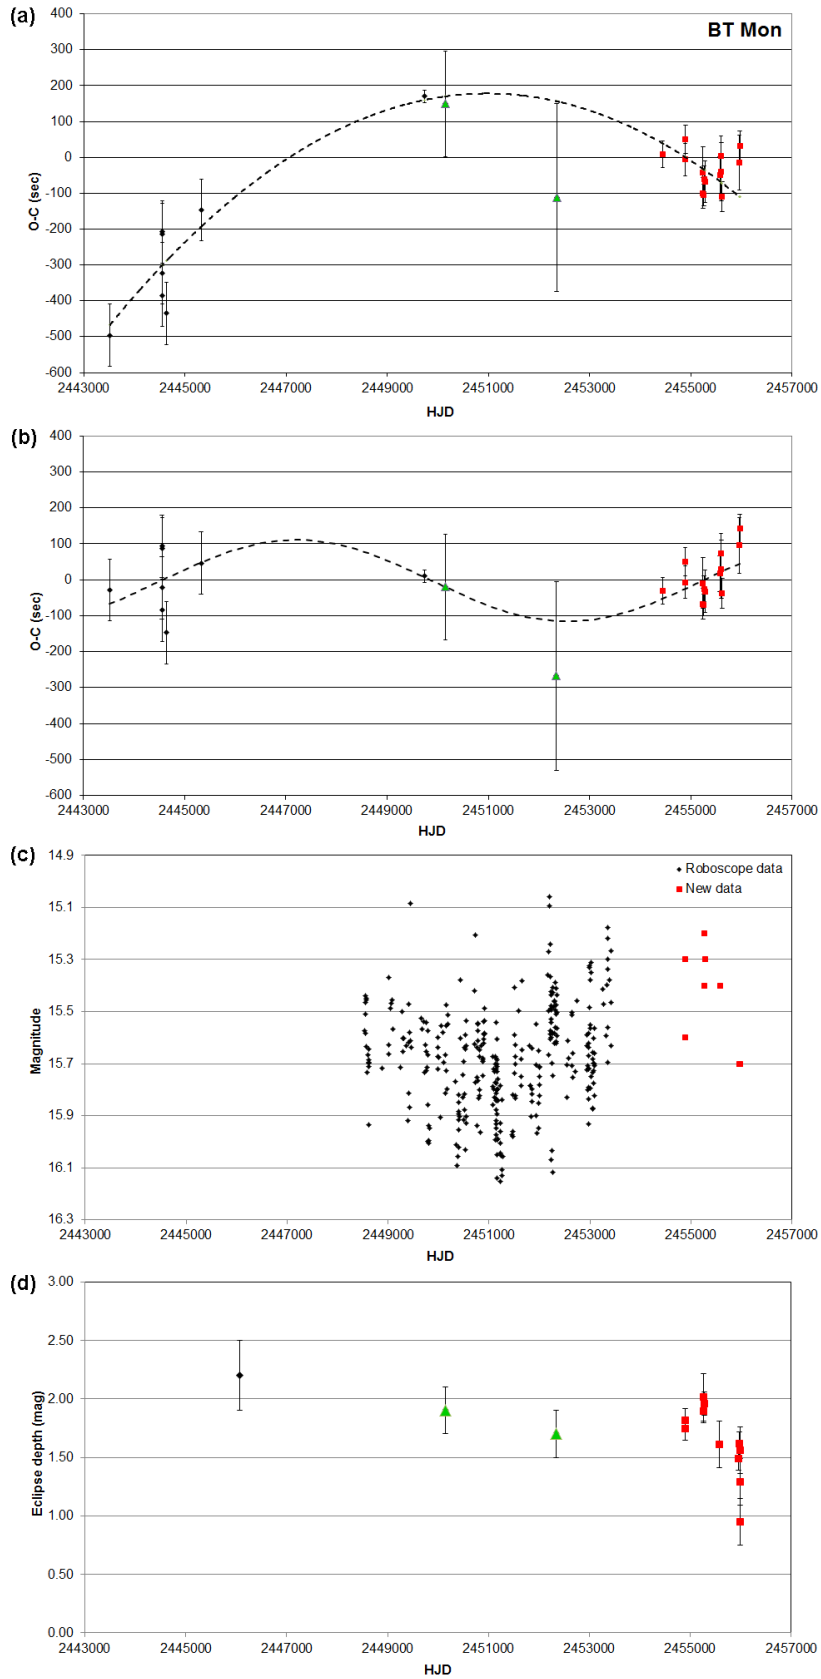 (a)
BT Mon
400
300
200
100
0
-100
-200
-300
-400
-500
-600
O-C (sec)
2443000 2445000 2447000 2449000 2451000 2453000 2455000 2457000
HJD
(b)
400
300
200
100
0
-100
-200
-300
-400
-500
-600
O-C (sec)
2443000 2445000 2447000 2449000 2451000 2453000 2455000 2457000
HJD
(c)
14.9
15.1
15.3
15.5
15.7
15.9
16.1
16.3
Magnitude
Roboscope data
New data
2443000 2445000 2447000 2449000 2451000 2453000 2455000 2457000
HJD
(d)
3.00
2.50
2.00
1.50
1.00
0.50
0.00
Eclipse depth (mag)
2443000 2445000 2447000 2449000 2451000 2453000 2455000 2457000
HJD